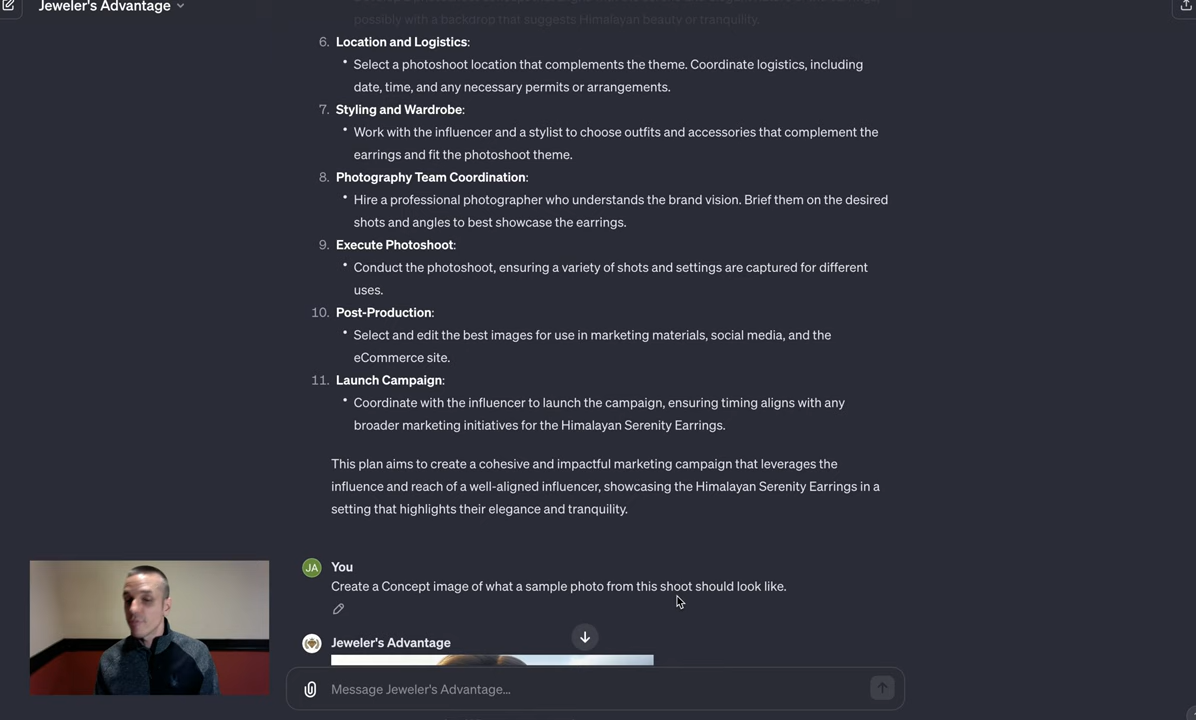 Jeweler's Advantage
possibly with a backdrop that suggests Himalayan beauty or tranquility.
6. Location and Logistics:
• Select a photoshoot location that complements the theme. Coordinate logistics, including
date, time, and any necessary permits or arrangements.
7. Styling and Wardrobe:
• Work with the influencer and a stylist to choose outfits and accessories that complement the
earrings and fit the photoshoot theme.
8. Photography Team Coordination:
• Hire a professional photographer who understands the brand vision. Brief them on the desired
shots and angles to best showcase the earrings.
9. Execute Photoshoot:
• Conduct the photoshoot, ensuring a variety of shots and settings are captured for different
uses.
10. Post-Production:
• Select and edit the best images for use in marketing materials, social media, and the
eCommerce site.
11. Launch Campaign:
• Coordinate with the influencer to launch the campaign, ensuring timing aligns with any
broader marketing initiatives for the Himalayan Serenity Earrings.
This plan aims to create a cohesive and impactful marketing campaign that leverages the
influence and reach of a well-aligned influencer, showcasing the Himalayan Serenity Earrings in a
setting that highlights their elegance and tranquility.
JA You
Create a Concept image of what a sample photo from this shoot should look like.
Jeweler's Advantage
Message Jeweler's Advantage...